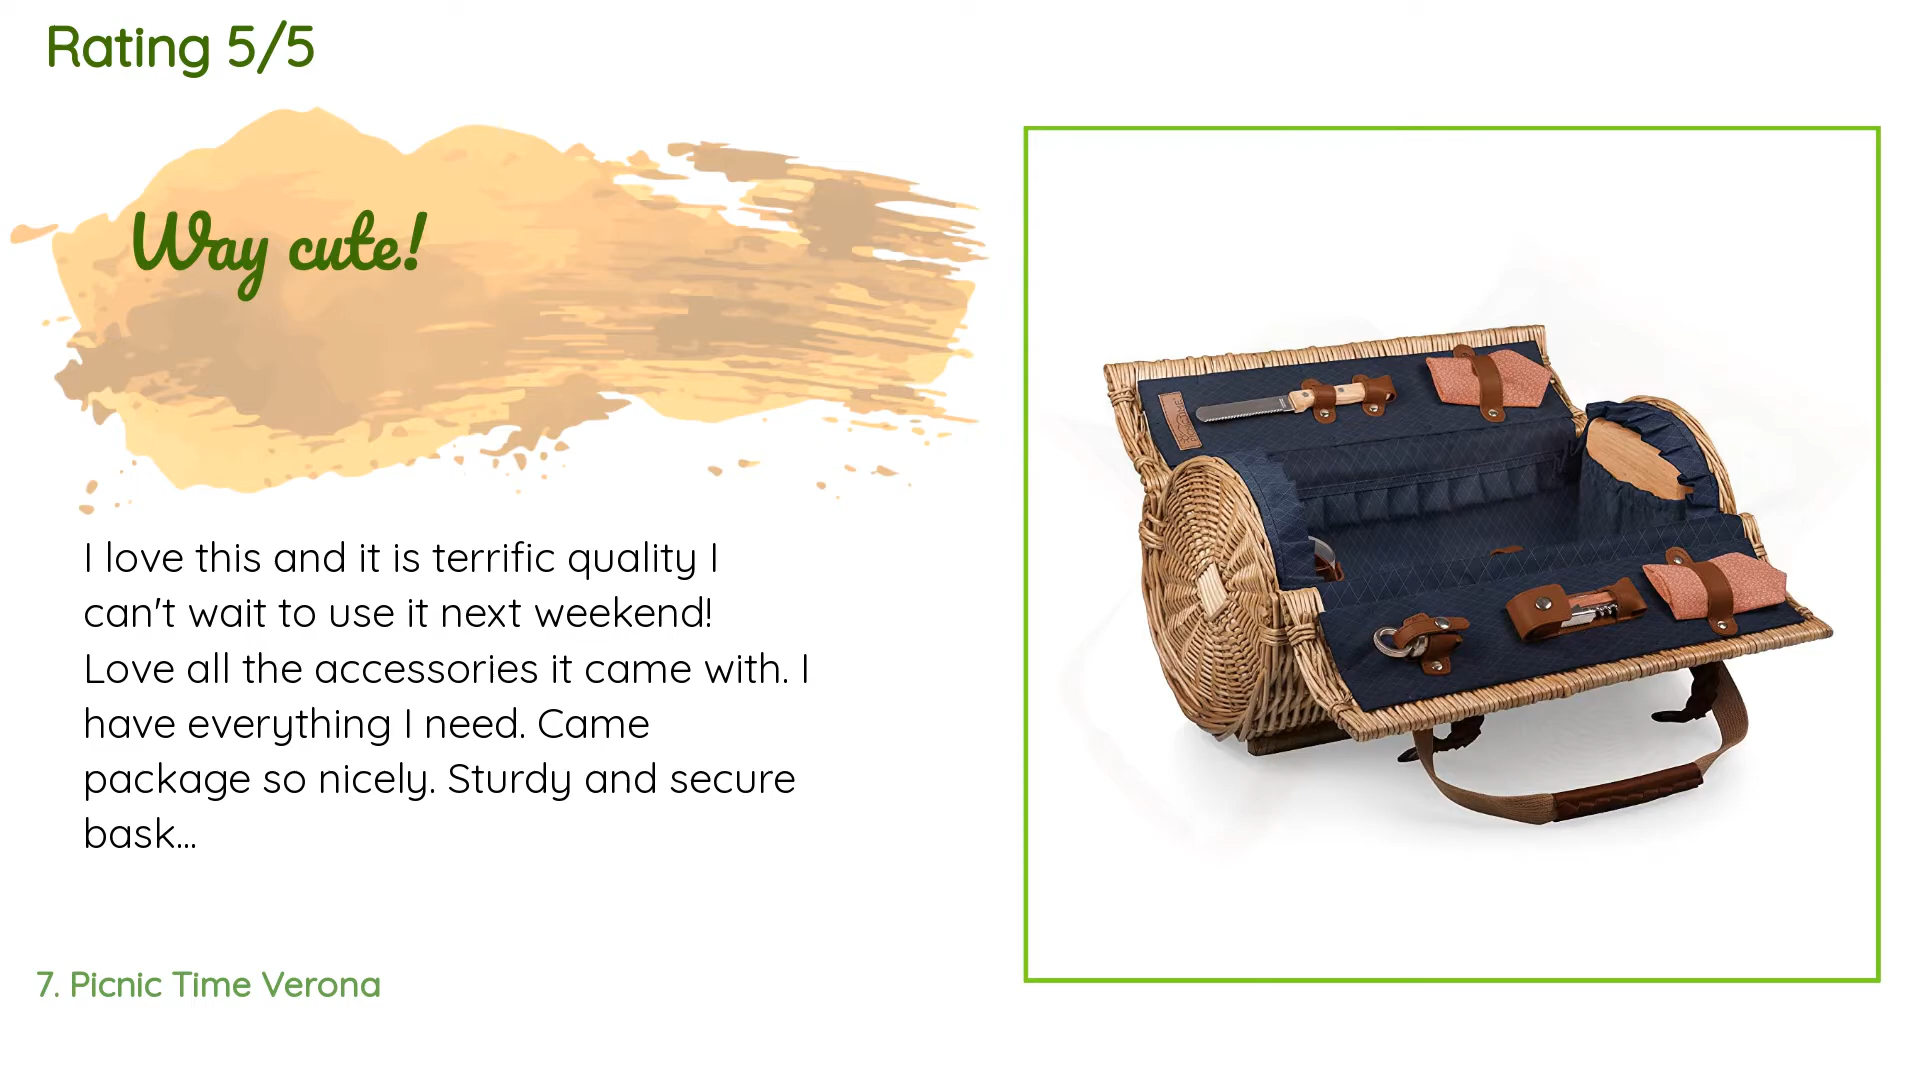 Rating 5/5
Way cute!
I love this and it is terrific quality I
can't wait to use it next weekend!
Love all the accessories it came with. I
have everything I need. Came
package so nicely. Sturdy and secure
bask...
7. Picnic Time Verona